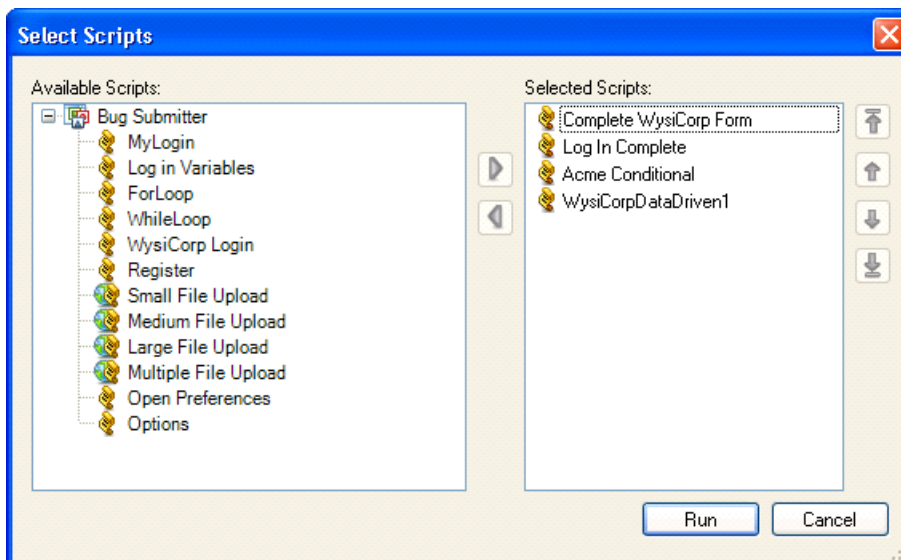 Select Scripts
Available Scripts:
Bug Submitter
MyLogin
Log in Variables
ForLoop
WhileLoop
WysiCorp Login
Register
Small File Upload
Medium File Upload
Large File Upload
Multiple File Upload
Open Preferences
Options
Selected Scripts:
Complete WysiCorp Form
Log In Complete
Acme Conditional
WysiCorpDataDriven1
Run
Cancel